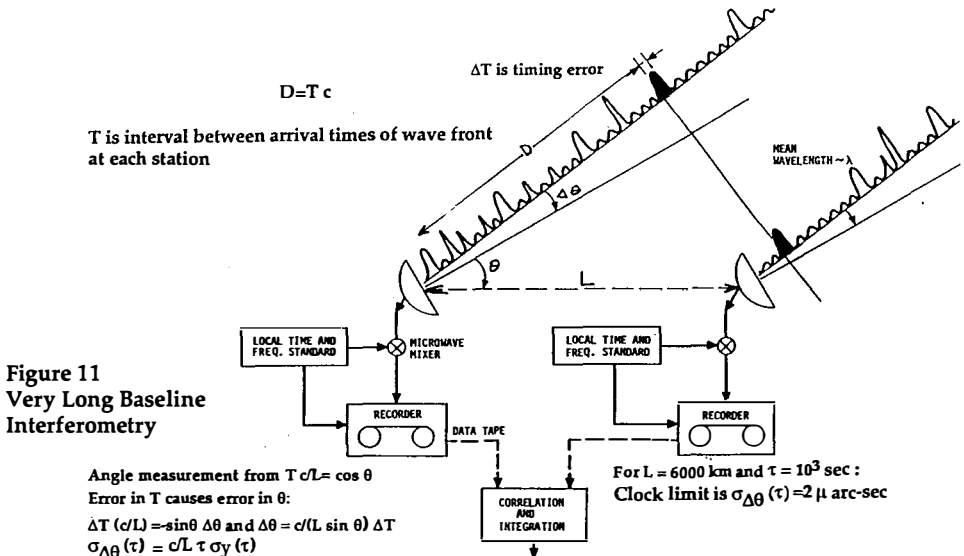 ΔT is timing error
D=T c
T is interval between arrival times of wave front
at each station
D
Δθ
MEAN
WAVELENGTH ~ λ
θ
L
LOCAL TIME AND
FREQ. STANDARD
MICROWAVE
MIXER
LOCAL TIME AND
FREQ. STANDARD
Figure 11
Very Long Baseline
Interferometry
RECORDER
DATA TAPE
RECORDER
Angle measurement from T c/L= cos θ
Error in T causes error in θ:
ΔT (c/L) =-sinθ Δθ and Δθ = c/(L sin θ) ΔT
σΔθ (τ) = c/L τ σy (τ)
CORRELATION
AND
INTEGRATION
For L = 6000 km and τ = 10³ sec :
Clock limit is σΔθ (τ) =2 μ arc-sec